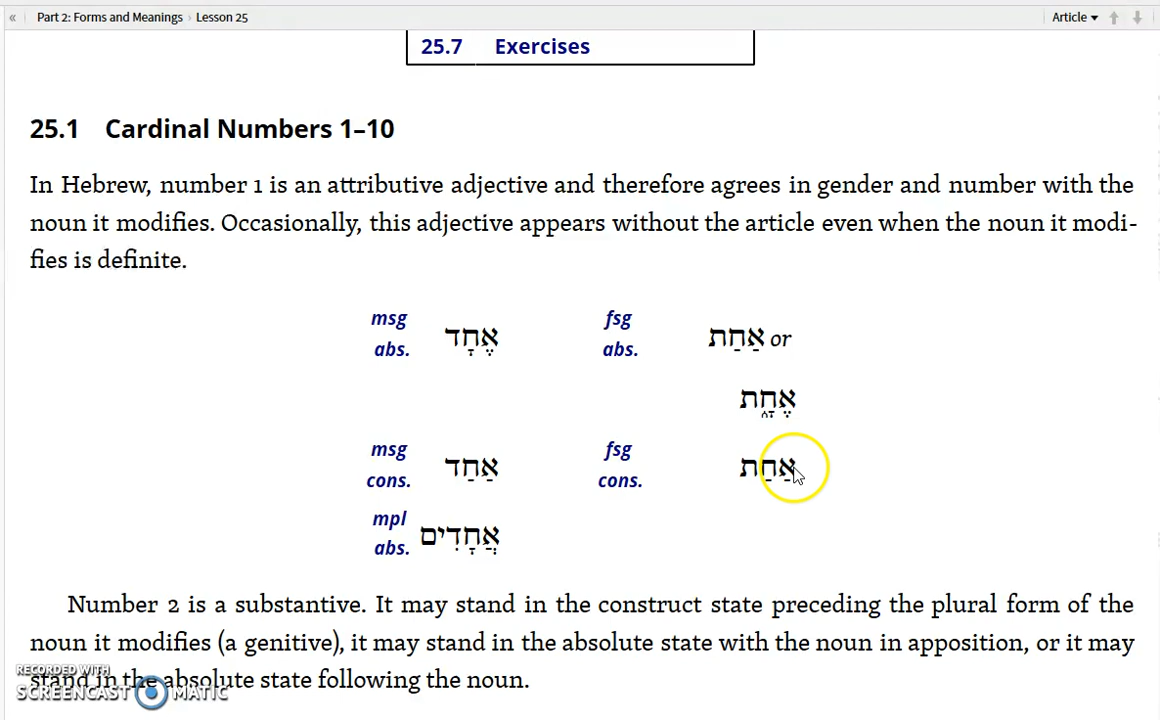 « Part 2: Forms and Meanings › Lesson 25 Article
25.7 Exercises
25.1 Cardinal Numbers 1–10
In Hebrew, number 1 is an attributive adjective and therefore agrees in gender and number with the
noun it modifies. Occasionally, this adjective appears without the article even when the noun it modi-
fies is definite.
msg אֶחָד fsg אַחַת or
abs. abs.
אֶחָ֑ת
msg אַחַד fsg אַחַת
cons. cons.
mpl אֲחָדִים
abs.
Number 2 is a substantive. It may stand in the construct state preceding the plural form of the
noun it modifies (a genitive), it may stand in the absolute state with the noun in apposition, or it may
stand in the absolute state following the noun.
RECORDED WITH
SCREENCAST MATIC